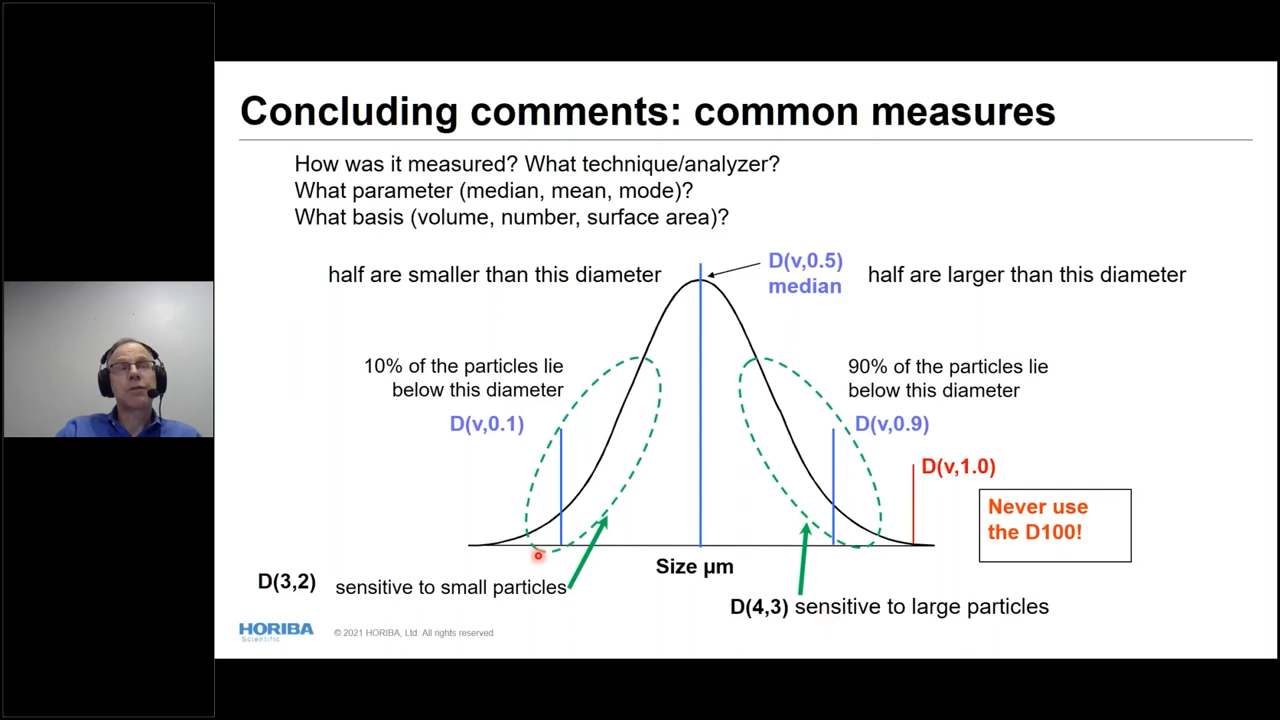 Concluding comments: common measures
How was it measured? What technique/analyzer?
What parameter (median, mean, mode)?
What basis (volume, number, surface area)?
half are smaller than this diameter
D(v,0.5)
median
half are larger than this diameter
10% of the particles lie
below this diameter
D(v,0.1)
90% of the particles lie
below this diameter
D(v,0.9)
D(v,1.0)
Never use
the D100!
Size µm
D(3,2) sensitive to small particles
D(4,3) sensitive to large particles
HORIBA
Scientific
© 2021 HORIBA, Ltd. All rights reserved.